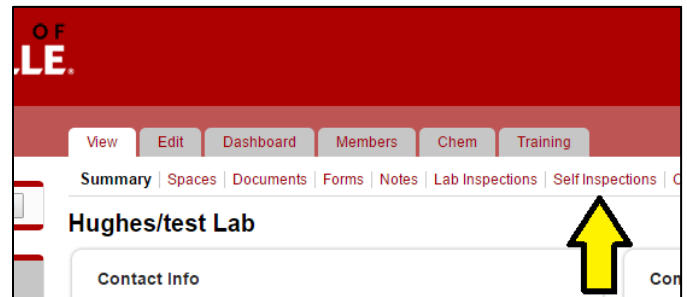 OF
LLE.
View Edit Dashboard Members Chem Training
Summary | Spaces | Documents | Forms | Notes | Lab Inspections | Self Inspections |
Hughes/test Lab
Contact Info